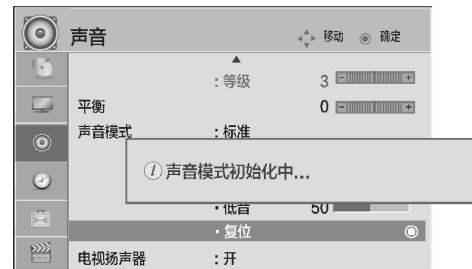 声音 移动 确定
: 等级 3 - +
平衡 0 - +
声音模式 : 标准
i 声音模式初始化中...
• 低音 50
• 复位
电视扬声器 : 开